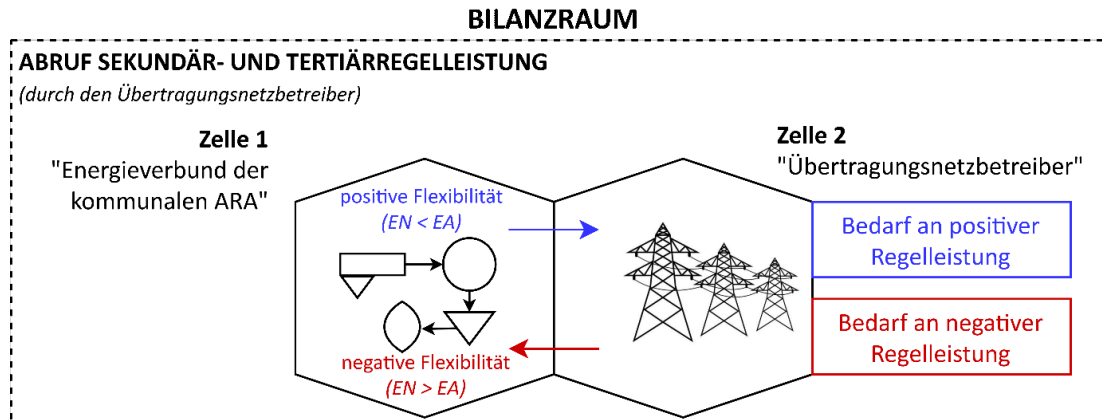 BILANZRAUM
ABRUF SEKUNDÄR- UND TERTIÄRREGELLEISTUNG
(durch den Übertragungsnetzbetreiber)
Zelle 1
"Energieverbund der
kommunalen ARA"
Zelle 2
"Übertragungsnetzbetreiber"
positive Flexibilität
(EN < EA)
negative Flexibilität
(EN > EA)
Bedarf an positiver
Regelleistung
Bedarf an negativer
Regelleistung